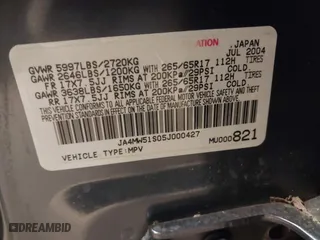 ATION JAPAN
JUL 2004
GVWR 5997LBS/2720KG
GAWR 2646LBS/1200KG WITH 265/65R17 112H TIRES
FR 17X7.5JJ RIMS AT 200KPa/29PSI COLD
GAWR 3638LBS/1650KG WITH 265/65R17 112H TIRES
RR 17X7.5JJ RIMS AT 200KPa/29PSI COLD
THIS VEHICLE CONFORMS TO ALL APPLICABLE FEDERAL
MOTOR VEHICLE SAFETY AND THEFT PREVENTION
STANDARDS IN EFFECT ON THE DATE OF
MANUFACTURE SHOWN ABOVE.
JA4MW51S05J000427
VEHICLE TYPE:MPV
MU000821
© DREAMBID IAAI